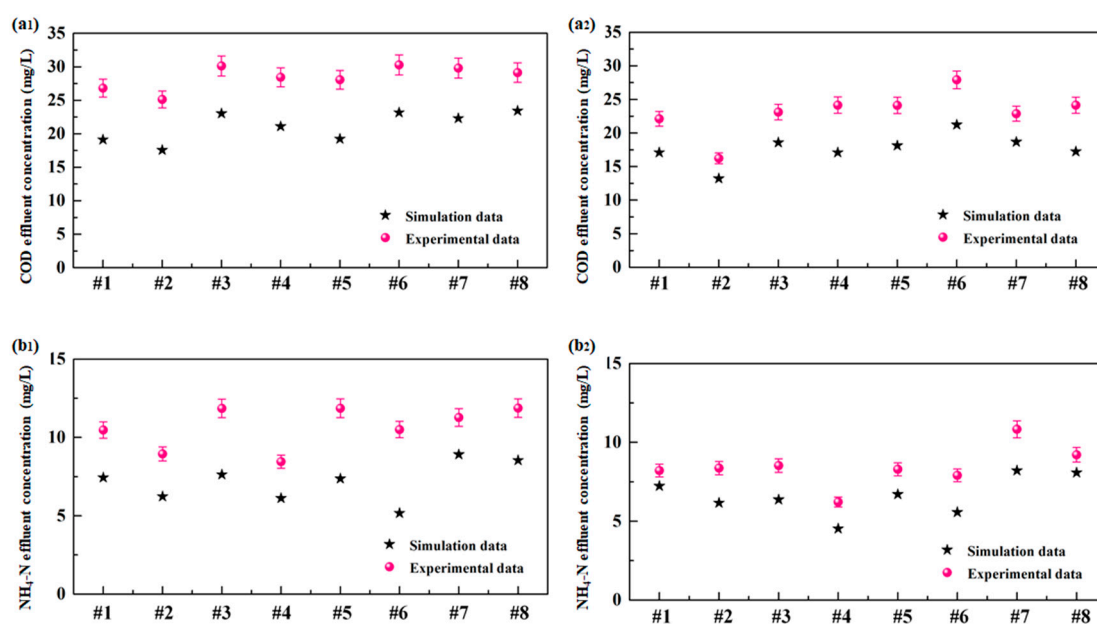 (a1)
COD effluent concentration (mg/L)
35
30
25
20
15
10
5
0
#1 #2 #3 #4 #5 #6 #7 #8
Simulation data
Experimental data
(a2)
COD effluent concentration (mg/L)
35
30
25
20
15
10
5
0
#1 #2 #3 #4 #5 #6 #7 #8
Simulation data
Experimental data
(b1)
NH₄-N effluent concentration (mg/L)
15
10
5
0
#1 #2 #3 #4 #5 #6 #7 #8
Simulation data
Experimental data
(b2)
NH₄-N effluent concentration (mg/L)
15
10
5
0
#1 #2 #3 #4 #5 #6 #7 #8
Simulation data
Experimental data